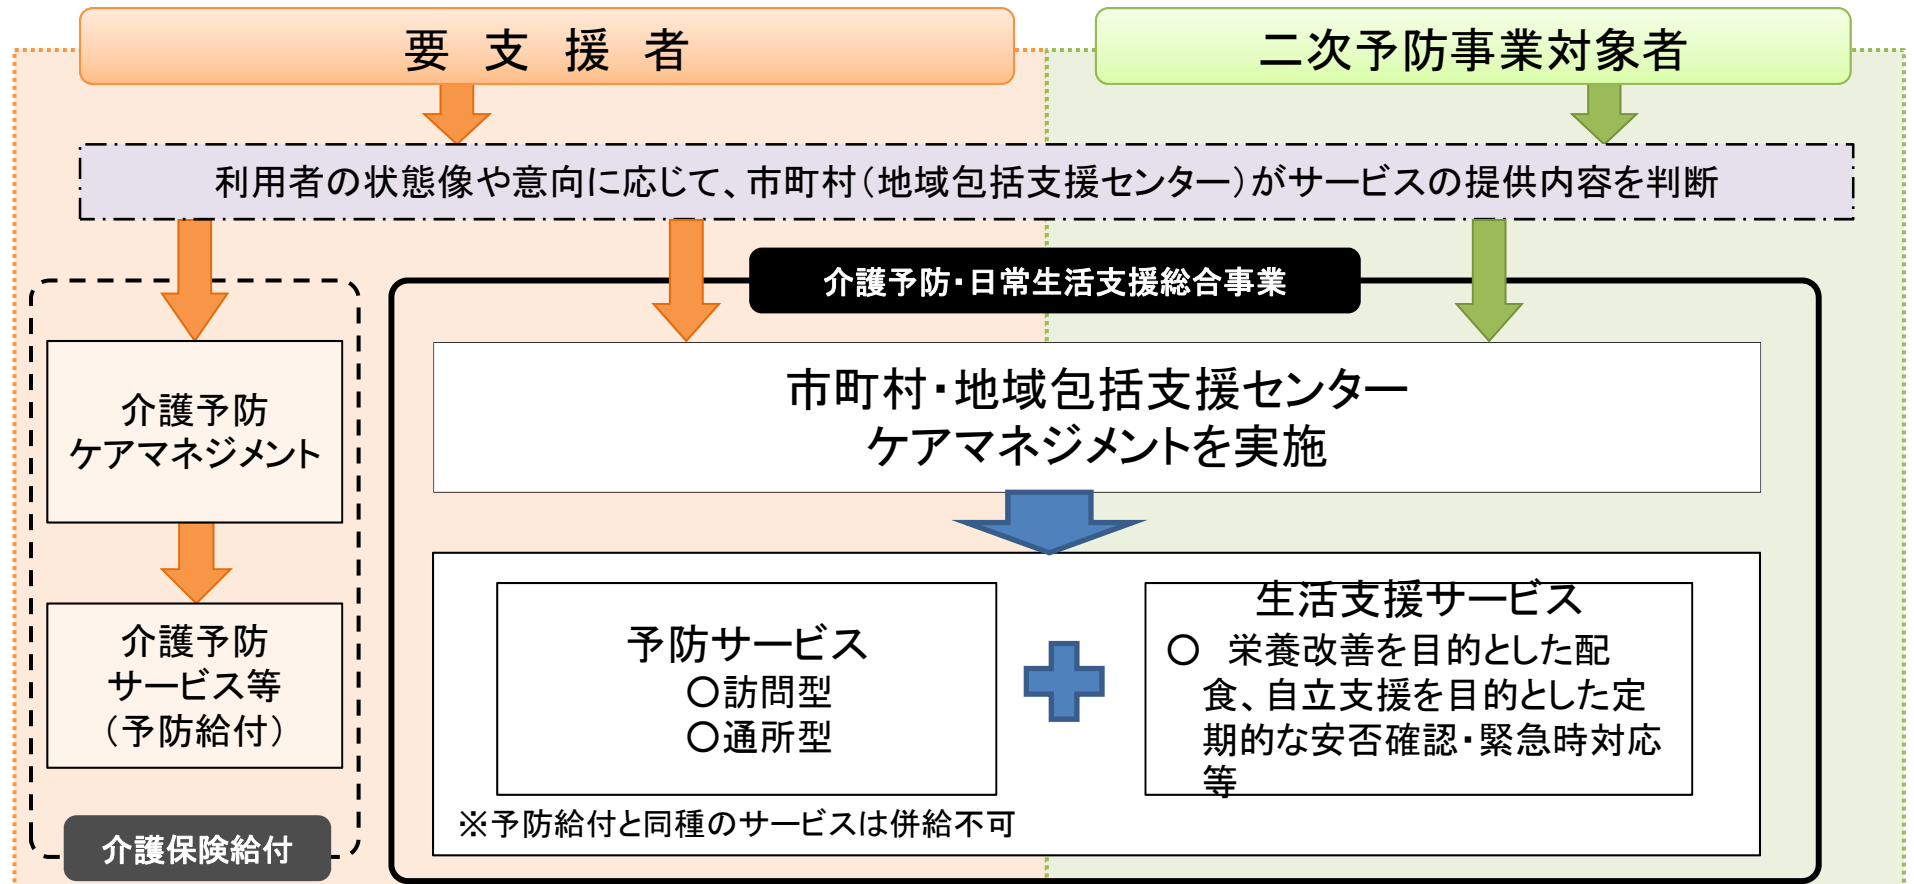 要支援者
二次予防事業対象者
利用者の状態像や意向に応じて、市町村（地域包括支援センター）がサービスの提供内容を判断
介護予防・日常生活支援総合事業
介護予防
ケアマネジメント
市町村・地域包括支援センター
ケアマネジメントを実施
介護予防
サービス等
（予防給付）
介護保険給付
予防サービス
○訪問型
○通所型
生活支援サービス
○　栄養改善を目的とした配
食、自立支援を目的とした定
期的な安否確認・緊急時対応
等
※予防給付と同種のサービスは併給不可